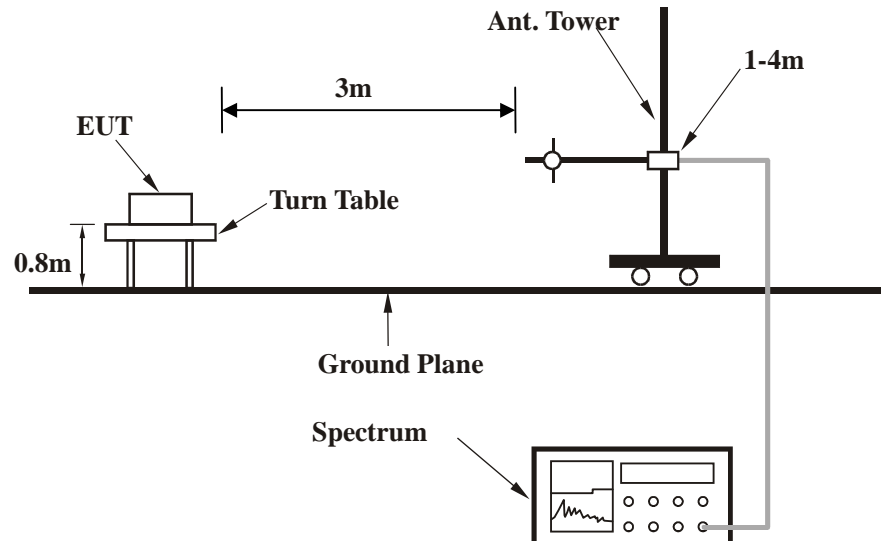 Ant. Tower
1-4m
3m
EUT
Turn Table
0.8m
Ground Plane
Spectrum